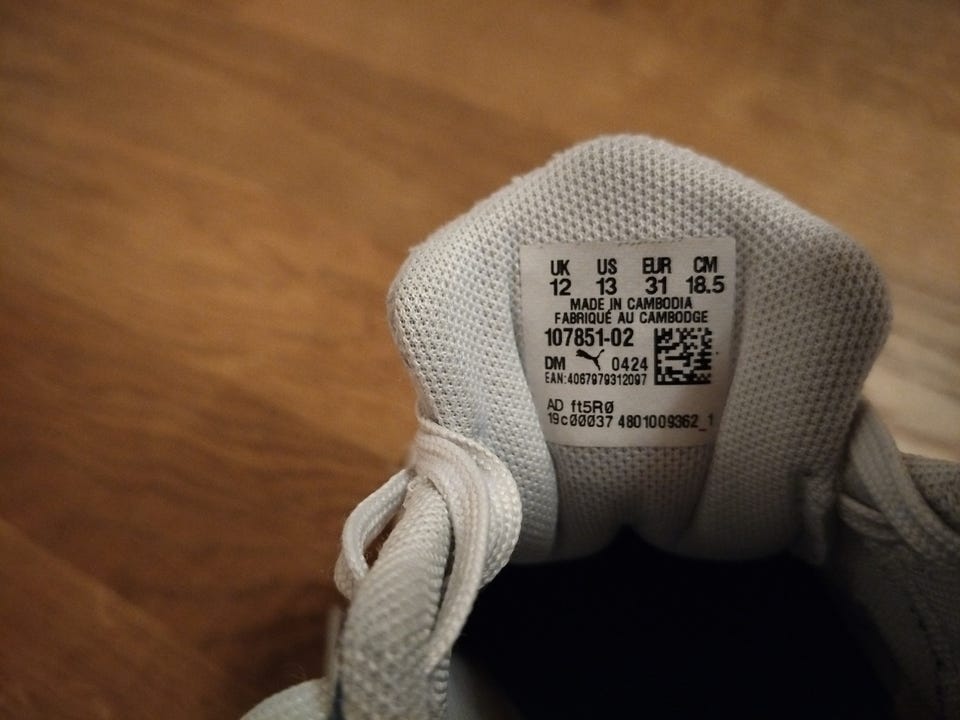 UK US EUR CM
12 13 31 18.5
MADE IN CAMBODIA
FABRIQUÉ AU CAMBODGE
107851-02
DM 0424
EAN:4067979312097
AD ft5RØ
19cØØØ37 4801009362_1